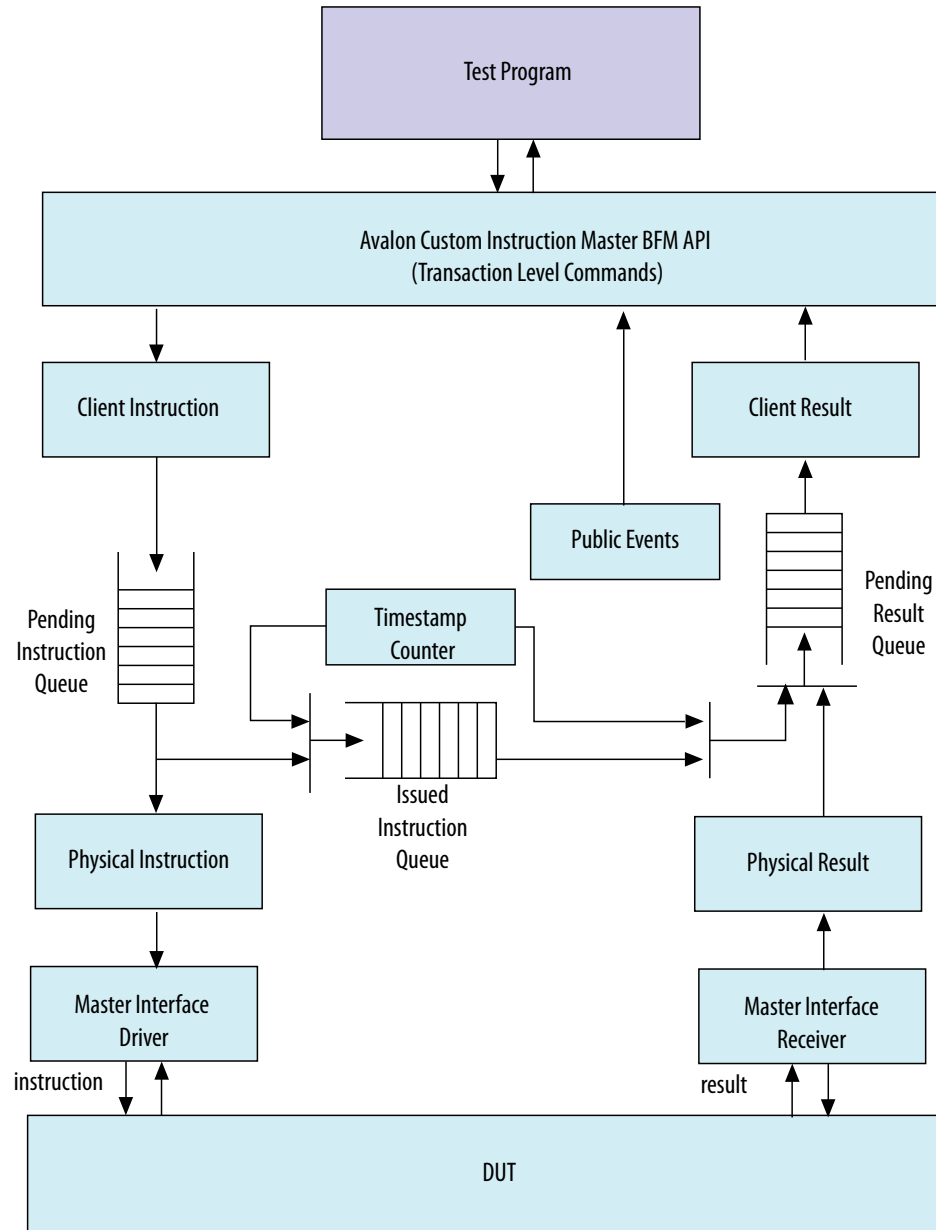 Test Program
Avalon Custom Instruction Master BFM API
(Transaction Level Commands)
Client Instruction
Client Result
Public Events
Pending
Instruction
Queue
Timestamp
Counter
Pending
Result
Queue
Issued
Instruction
Queue
Physical Instruction
Physical Result
Master Interface
Driver
Master Interface
Receiver
instruction
result
DUT